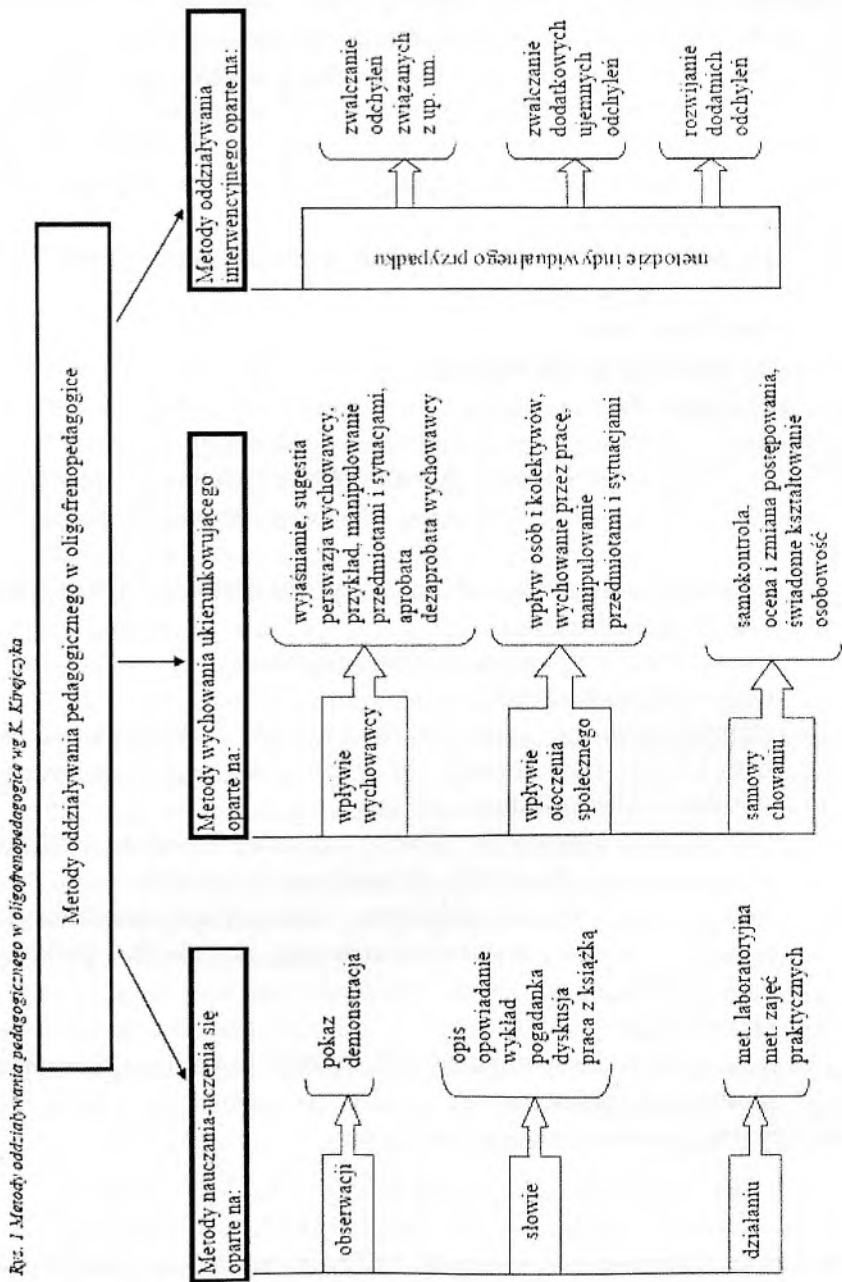 Ryc. 1 Metody oddziaływania pedagogicznego w oligofrenopedagogice wg K. Kirejczyka
Metody oddziaływania pedagogicznego w oligofrenopedagogice
Metody nauczania-uczenia się
oparte na:
obserwacji
pokaz
demonstracja
słowie
opis
opowiadanie
wykład
pogadanka
dyskusja
praca z książką
działaniu
met. laboratoryjna
met. zajęć
praktycznych
Metody wychowania ukierunkowującego
oparte na:
wpływie
wychowawcy
wyjaśnianie, sugestia
perswazja wychowawcy,
przykład, manipulowanie
przedmiotami i sytuacjami,
aprobata
dezaprobata wychowawcy
wpływie
otoczenia
społecznego
wpływ osób i kolektywów,
wychowanie przez pracę,
manipulowanie
przedmiotami i sytuacjami
samowy
chowaniu
samokontrola,
ocena i zmiana postępowania,
świadome kształtowanie
osobowość
Metody oddziaływania
interwencyjnego oparte na:
metodzie indywidualnego przypadku
zwalczanie
odchyleń
związanych
z up. um.
zwalczanie
dodatkowych
ujemnych
odchyleń
rozwijanie
dodatnich
odchyleń